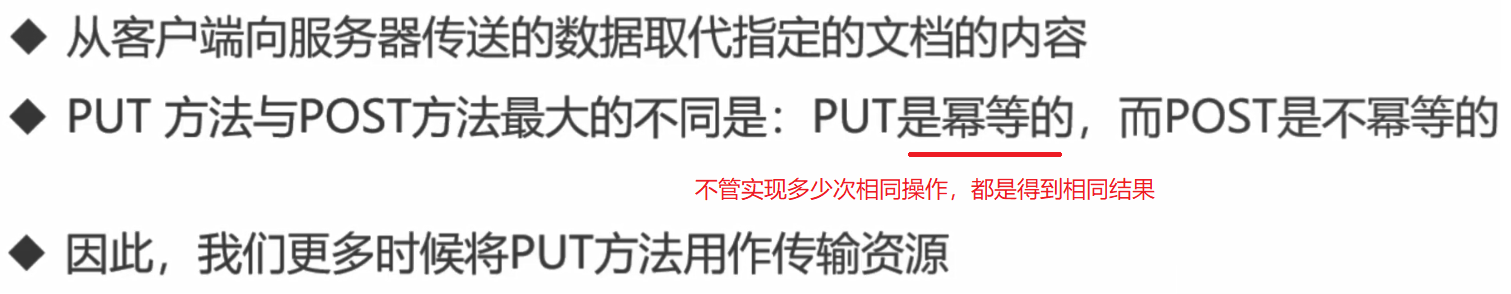 ◆ 从客户端向服务器传送的数据取代指定的文档的内容
◆ PUT 方法与POST方法最大的不同是：PUT是幂等的，而POST是不幂等的
不管实现多少次相同操作，都是得到相同结果
◆ 因此，我们更多时候将PUT方法用作传输资源